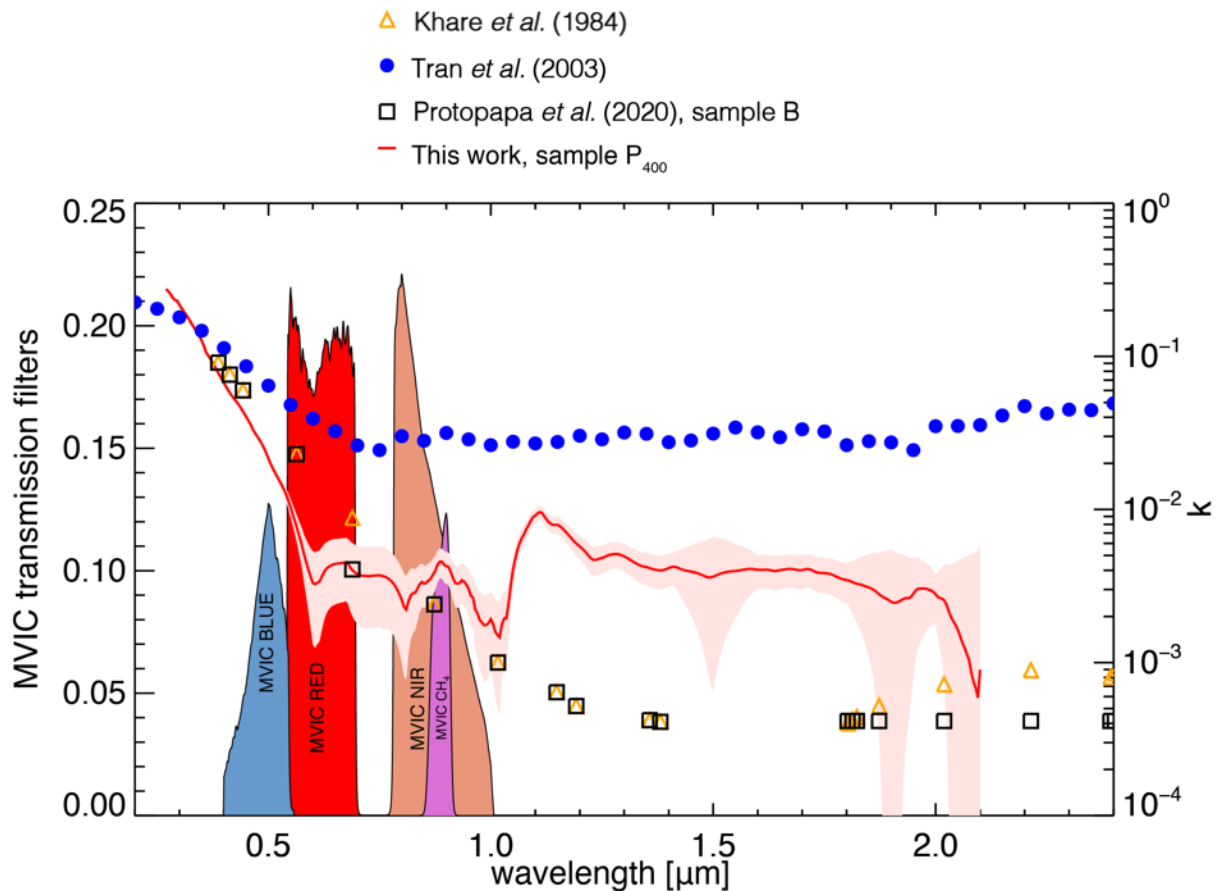 Khare et al. (1984)
Tran et al. (2003)
Protopapa et al. (2020), sample B
This work, sample P₄₀₀
0.25
0.20
0.15
0.10
0.05
0.00
MVIC transmission filters
MVIC BLUE
MVIC RED
MVIC NIR
MVIC CH₄
10⁰
10⁻¹
10⁻²
10⁻³
10⁻⁴
k
0.5 1.0 1.5 2.0
wavelength [μm]